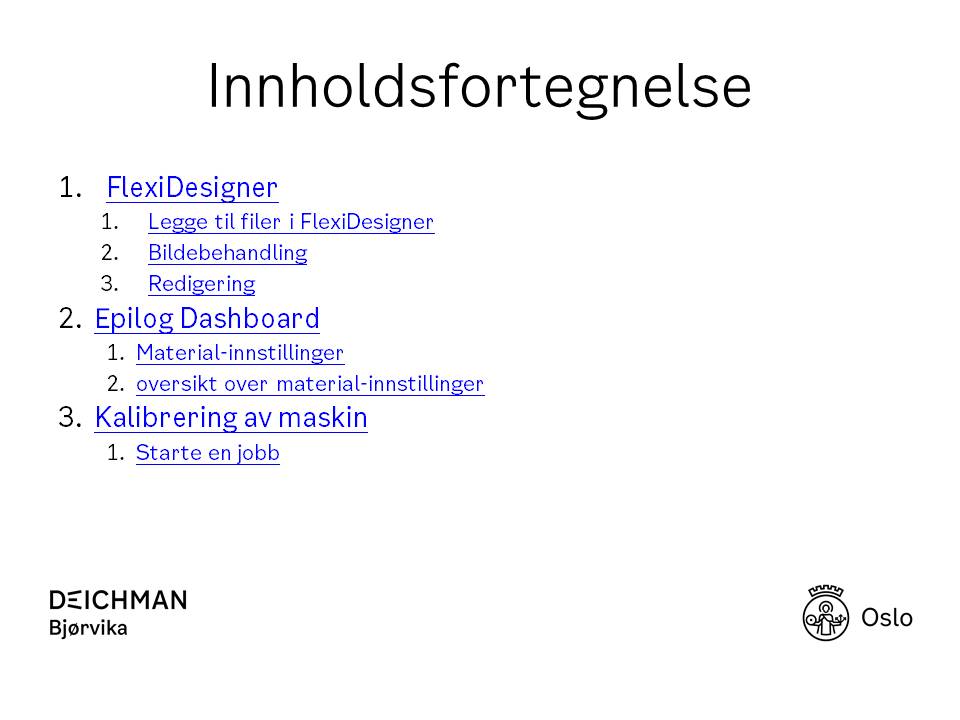 Innholdsfortegnelse
1. FlexiDesigner
1. Legge til filer i FlexiDesigner
2. Bildebehandling
3. Redigering
2. Epilog Dashboard
1. Material-innstillinger
2. oversikt over material-innstillinger
3. Kalibrering av maskin
1. Starte en jobb
DEICHMAN
Bjørvika
Oslo